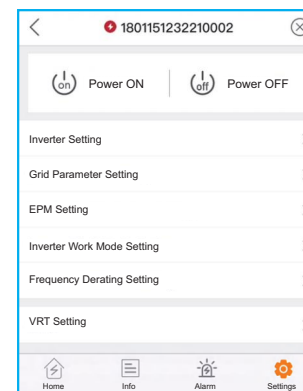 1801151232210002
on Power ON off Power OFF
Inverter Setting
Grid Parameter Setting
EPM Setting
Inverter Work Mode Setting
Frequency Derating Setting
VRT Setting
Home Info Alarm Settings